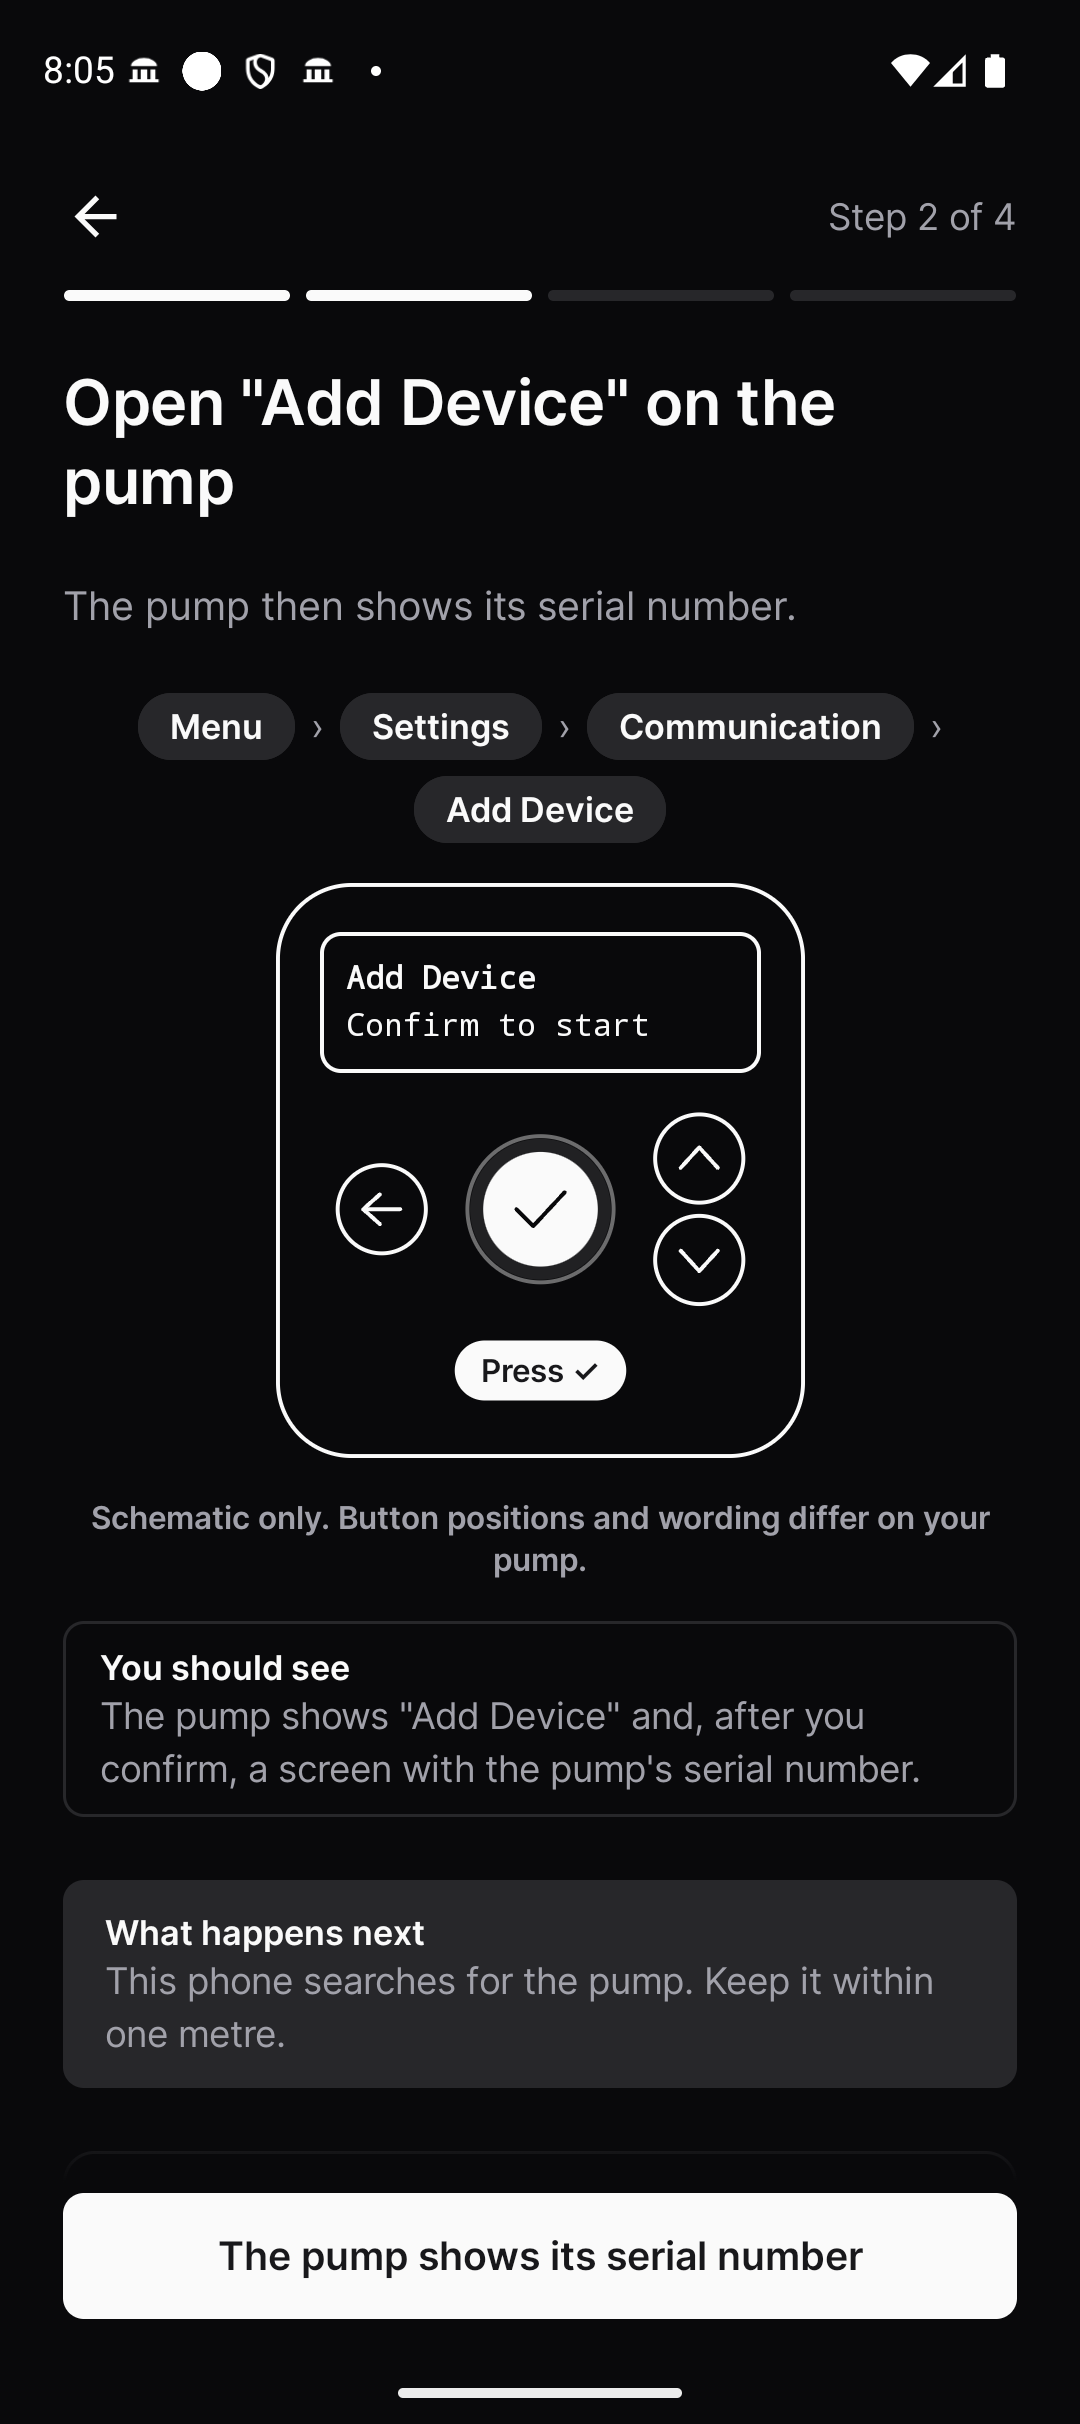 8:05
Step 2 of 4
Open "Add Device" on the
pump
The pump then shows its serial number.
Menu › Settings › Communication ›
Add Device
Add Device
Confirm to start
Press ✓
Schematic only. Button positions and wording differ on your
pump.
You should see
The pump shows "Add Device" and, after you
confirm, a screen with the pump's serial number.
What happens next
This phone searches for the pump. Keep it within
one metre.
The pump shows its serial number